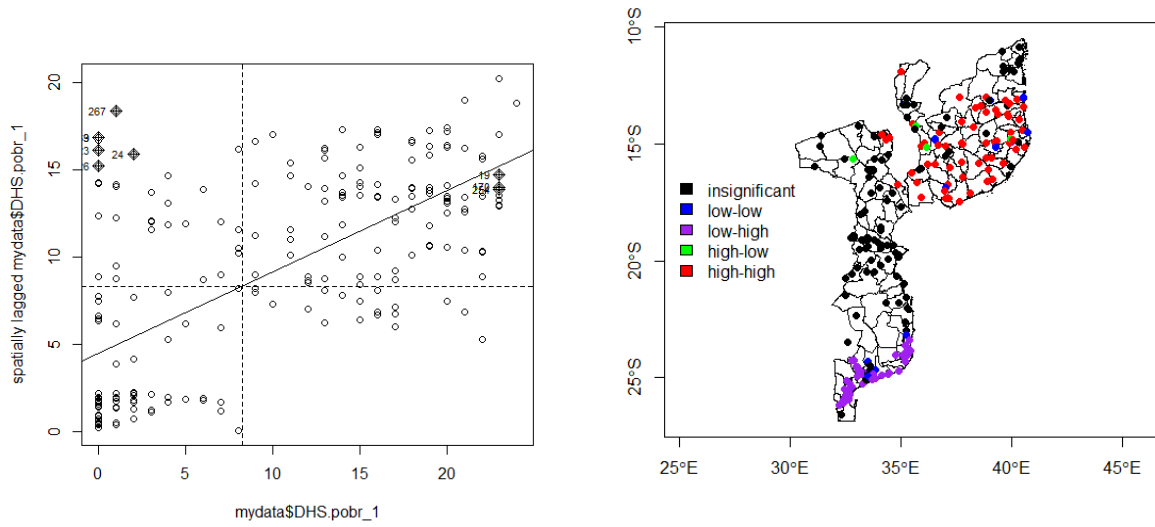 20
15
10
5
0
spatially lagged mydata$DHS.pobr_1
267
24
19
0
5
10
15
20
mydata$DHS.pobr_1
10°S
15°S
20°S
25°S
insignificant
low-low
low-high
high-low
high-high
25°E
30°E
35°E
40°E
45°E